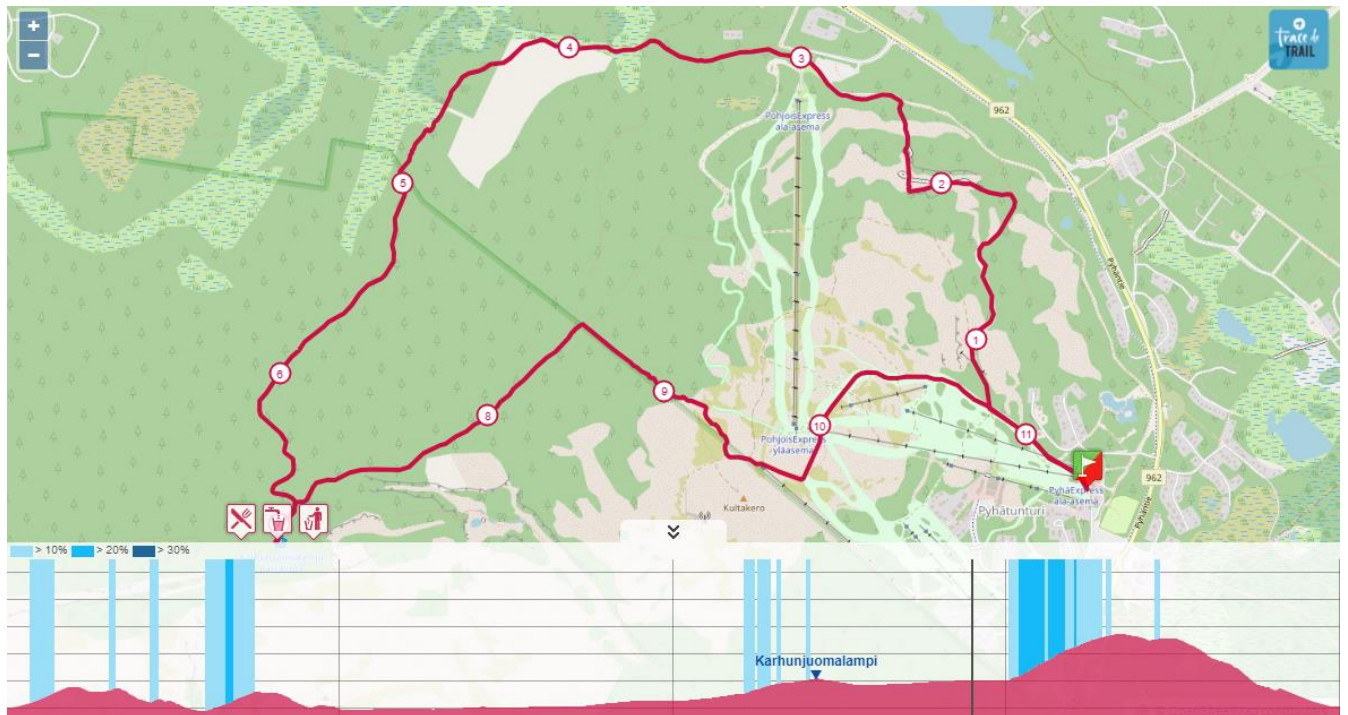 +
−
trace de
TRAIL
4
3
962
PohjoisExpress
ala-asema
5
2
Pyhäntie
1
6
9
8
10
11
PohjoisExpress
yläasema
PyhäExpress
ala-asema
962
Kultakero
Pyhätunturi
Pyhäntie
> 10%
> 20%
> 30%
Karhunjuomalampi